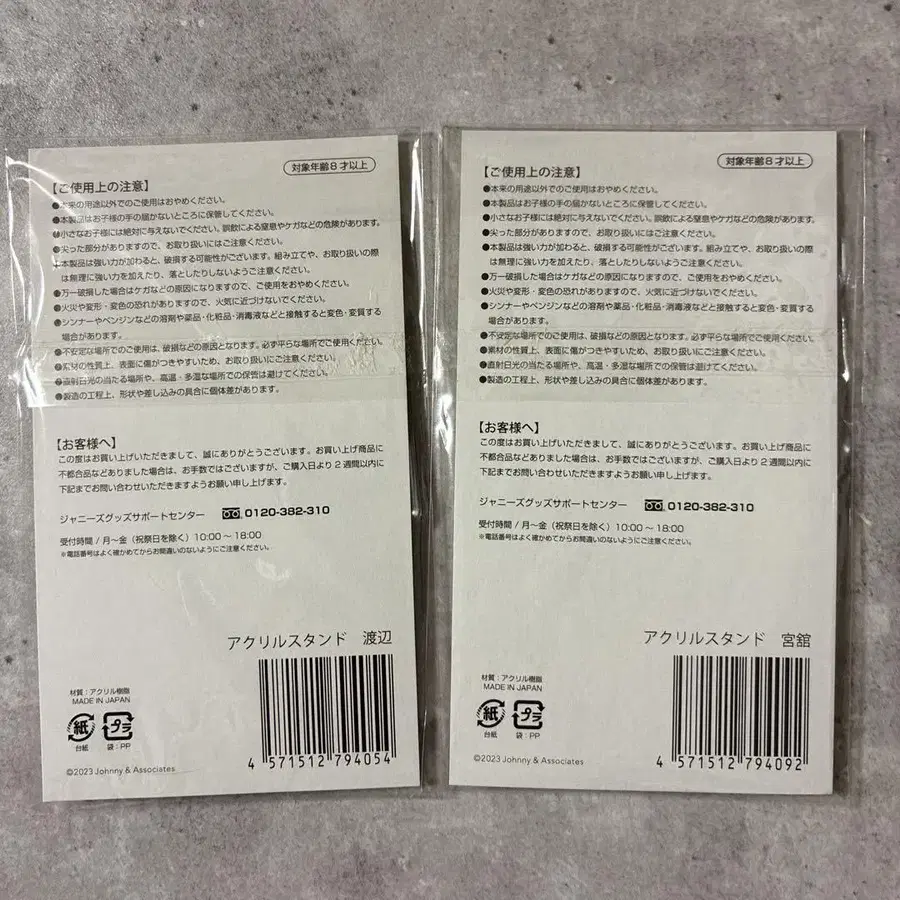 対象年齢8才以上
【ご使用上の注意】
●本来の用途以外でのご使用はおやめください。
●本製品はお子様の手の届かないところに保管してください。
●小さなお子様には絶対に与えないでください。誤飲による窒息やケガなどの危険があります。
●尖った部分がありますので、お取り扱いにはご注意ください。
●本製品は強い力が加わると、破損する可能性がございます。組み立てや、お取り扱いの際
は無理に強い力を加えたり、落としたりしないようご注意ください。
●万一破損した場合はケガなどの原因になりますので、ご使用をおやめください。
●火災や変形・変色の恐れがありますので、火気に近づけないでください。
●シンナーやベンジンなどの溶剤や薬品・化粧品・消毒液などと接触すると変色・変質する
場合があります。
●不安定な場所でのご使用は、破損などの原因となります。必ず平らな場所でご使用ください。
●素材の性質上、表面に傷がつきやすいため、お取り扱いにご注意ください。
●直射日光の当たる場所や、高温・多湿な場所での保管は避けてください。
●製造の工程上、形状や差し込みの具合に個体差があります。
【お客様へ】
この度はお買い上げいただきまして、誠にありがとうございます。お買い上げ商品に
不都合品などありました場合は、お手数ではございますが、ご購入日より2週間以内に
下記までお問い合わせいただきますようお願い申し上げます。
ジャニーズグッズサポートセンター 0120-382-310
受付時間 / 月～金（祝祭日を除く）10:00～18:00
※電話番号はよく確かめてからお間違いのないようにご注意ください。
アクリルスタンド 渡辺
材質：アクリル樹脂
MADE IN JAPAN
紙 プラ
台紙 袋：PP
4 571512 794054
©2023 Johnny & Associates
対象年齢8才以上
【ご使用上の注意】
●本来の用途以外でのご使用はおやめください。
●本製品はお子様の手の届かないところに保管してください。
●小さなお子様には絶対に与えないでください。誤飲による窒息やケガなどの危険があります。
●尖った部分がありますので、お取り扱いにはご注意ください。
●本製品は強い力が加わると、破損する可能性がございます。組み立てや、お取り扱いの際
は無理に強い力を加えたり、落としたりしないようご注意ください。
●万一破損した場合はケガなどの原因になりますので、ご使用をおやめください。
●火災や変形・変色の恐れがありますので、火気に近づけないでください。
●シンナーやベンジンなどの溶剤や薬品・化粧品・消毒液などと接触すると変色・変質する
場合があります。
●不安定な場所でのご使用は、破損などの原因となります。必ず平らな場所でご使用ください。
●素材の性質上、表面に傷がつきやすいため、お取り扱いにご注意ください。
●直射日光の当たる場所や、高温・多湿な場所での保管は避けてください。
●製造の工程上、形状や差し込みの具合に個体差があります。
【お客様へ】
この度はお買い上げいただきまして、誠にありがとうございます。お買い上げ商品に
不都合品などありました場合は、お手数ではございますが、ご購入日より2週間以内に
下記までお問い合わせいただきますようお願い申し上げます。
ジャニーズグッズサポートセンター 0120-382-310
受付時間 / 月～金（祝祭日を除く）10:00～18:00
※電話番号はよく確かめてからお間違いのないようにご注意ください。
アクリルスタンド 宮舘
材質：アクリル樹脂
MADE IN JAPAN
紙 プラ
台紙 袋：PP
4 571512 794092
©2023 Johnny & Associates